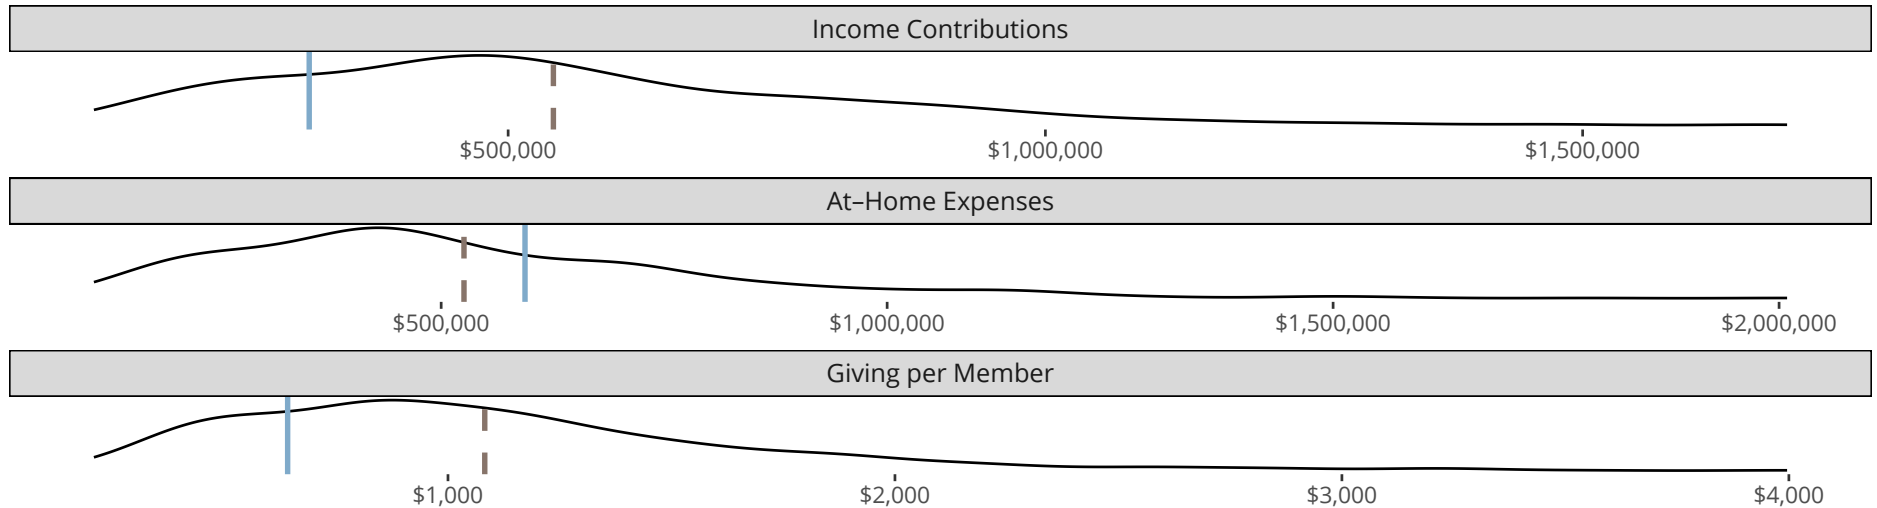 Income Contributions
$500,000 $1,000,000 $1,500,000
At–Home Expenses
$500,000 $1,000,000 $1,500,000 $2,000,000
Giving per Member
$1,000 $2,000 $3,000 $4,000